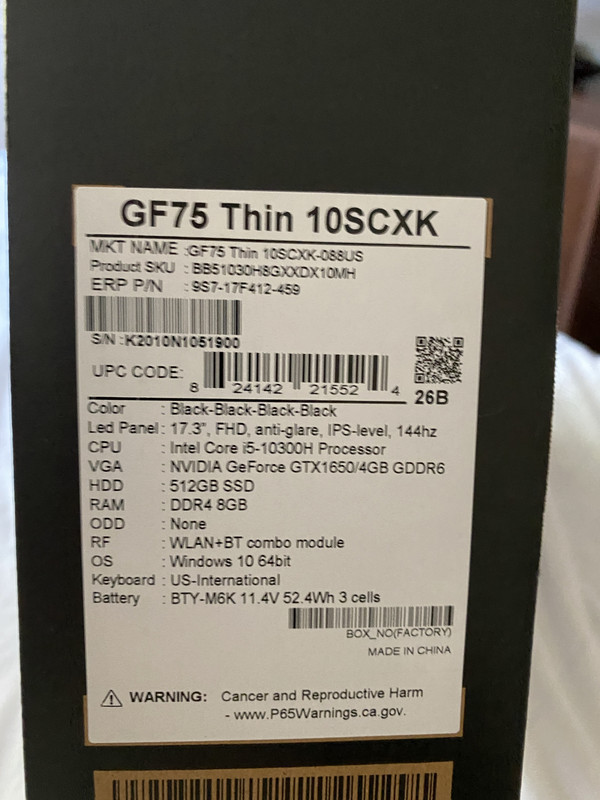 GF75 Thin 10SCXK
MKT NAME :GF75 Thin 10SCXK-088US
Product SKU : BB51030H8GXXDX10MH
ERP P/N : 9S7-17F412-459
S/N :K2010N1051900
UPC CODE: 8 24142 21552 4
26B
Color : Black-Black-Black-Black
Led Panel: 17.3", FHD, anti-glare, IPS-level, 144hz
CPU : Intel Core i5-10300H Processor
VGA : NVIDIA GeForce GTX1650/4GB GDDR6
HDD : 512GB SSD
RAM : DDR4 8GB
ODD : None
RF : WLAN+BT combo module
OS : Windows 10 64bit
Keyboard : US-International
Battery : BTY-M6K 11.4V 52.4Wh 3 cells
BOX_NO(FACTORY)
MADE IN CHINA
WARNING: Cancer and Reproductive Harm
- www.P65Warnings.ca.gov.